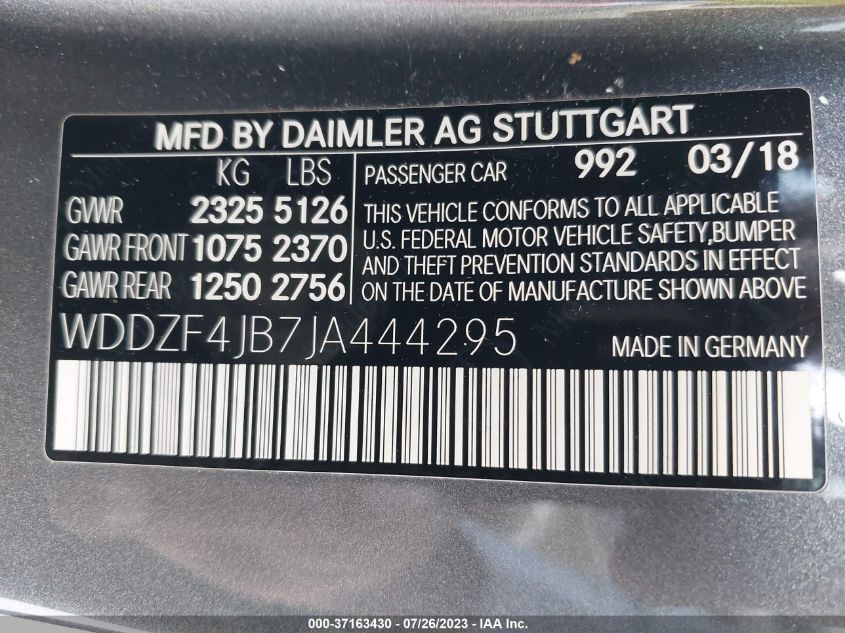 MFD BY DAIMLER AG STUTTGART
KG LBS
GVWR 2325 5126
GAWR FRONT 1075 2370
GAWR REAR 1250 2756
PASSENGER CAR 992 03/18
THIS VEHICLE CONFORMS TO ALL APPLICABLE
U.S. FEDERAL MOTOR VEHICLE SAFETY,BUMPER
AND THEFT PREVENTION STANDARDS IN EFFECT
ON THE DATE OF MANUFACTURE SHOWN ABOVE
WDDZF4JB7JA444295 MADE IN GERMANY
000-37163430 - 07/26/2023 - IAA Inc.